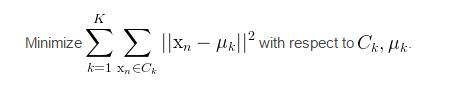 Minimize $\sum_{k=1}^{K} \sum_{\mathrm{x}_n \in C_k} ||\mathrm{x}_n - \mu_k||^2$ with respect to $C_k, \mu_k$.